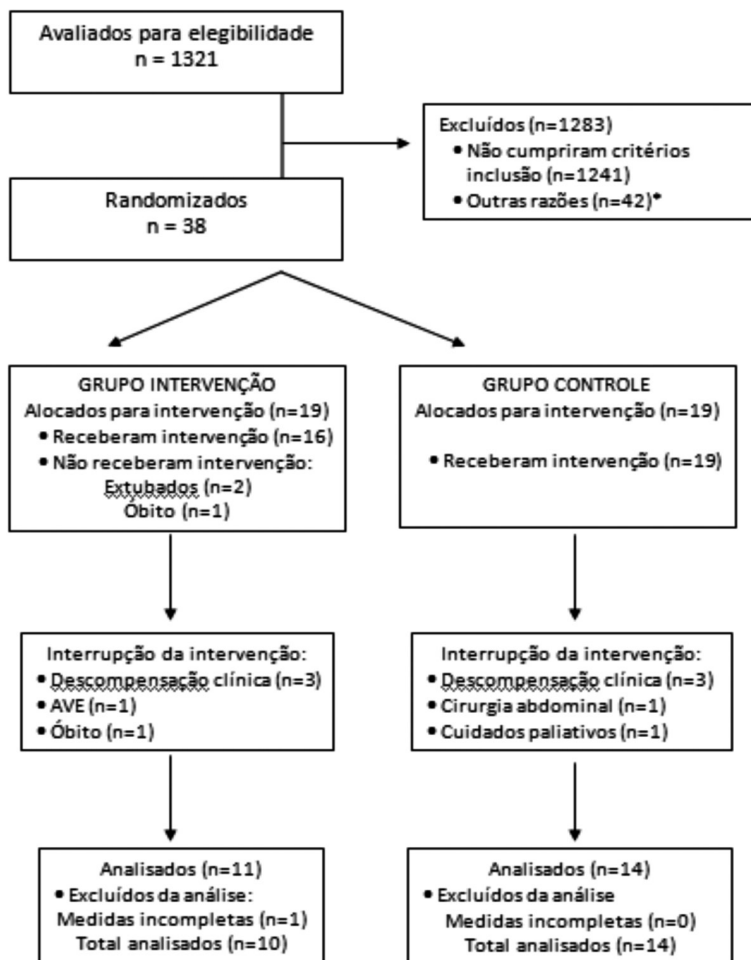 Avaliados para elegibilidade
n = 1321
Excluídos (n=1283)
• Não cumpriram critérios
inclusão (n=1241)
• Outras razões (n=42)*
Randomizados
n = 38
GRUPO INTERVENÇÃO
Alocados para intervenção (n=19)
• Receberam intervenção (n=16)
• Não receberam intervenção:
Extubados (n=2)
Óbito (n=1)
GRUPO CONTROLE
Alocados para intervenção (n=19)
• Receberam intervenção (n=19)
Interrupção da intervenção:
• Descompensação clínica (n=3)
• AVE (n=1)
• Óbito (n=1)
Interrupção da intervenção:
• Descompensação clínica (n=3)
• Cirurgia abdominal (n=1)
• Cuidados paliativos (n=1)
Analisados (n=11)
• Excluídos da análise:
Medidas incompletas (n=1)
Total analisados (n=10)
Analisados (n=14)
• Excluídos da análise
Medidas incompletas (n=0)
Total analisados (n=14)